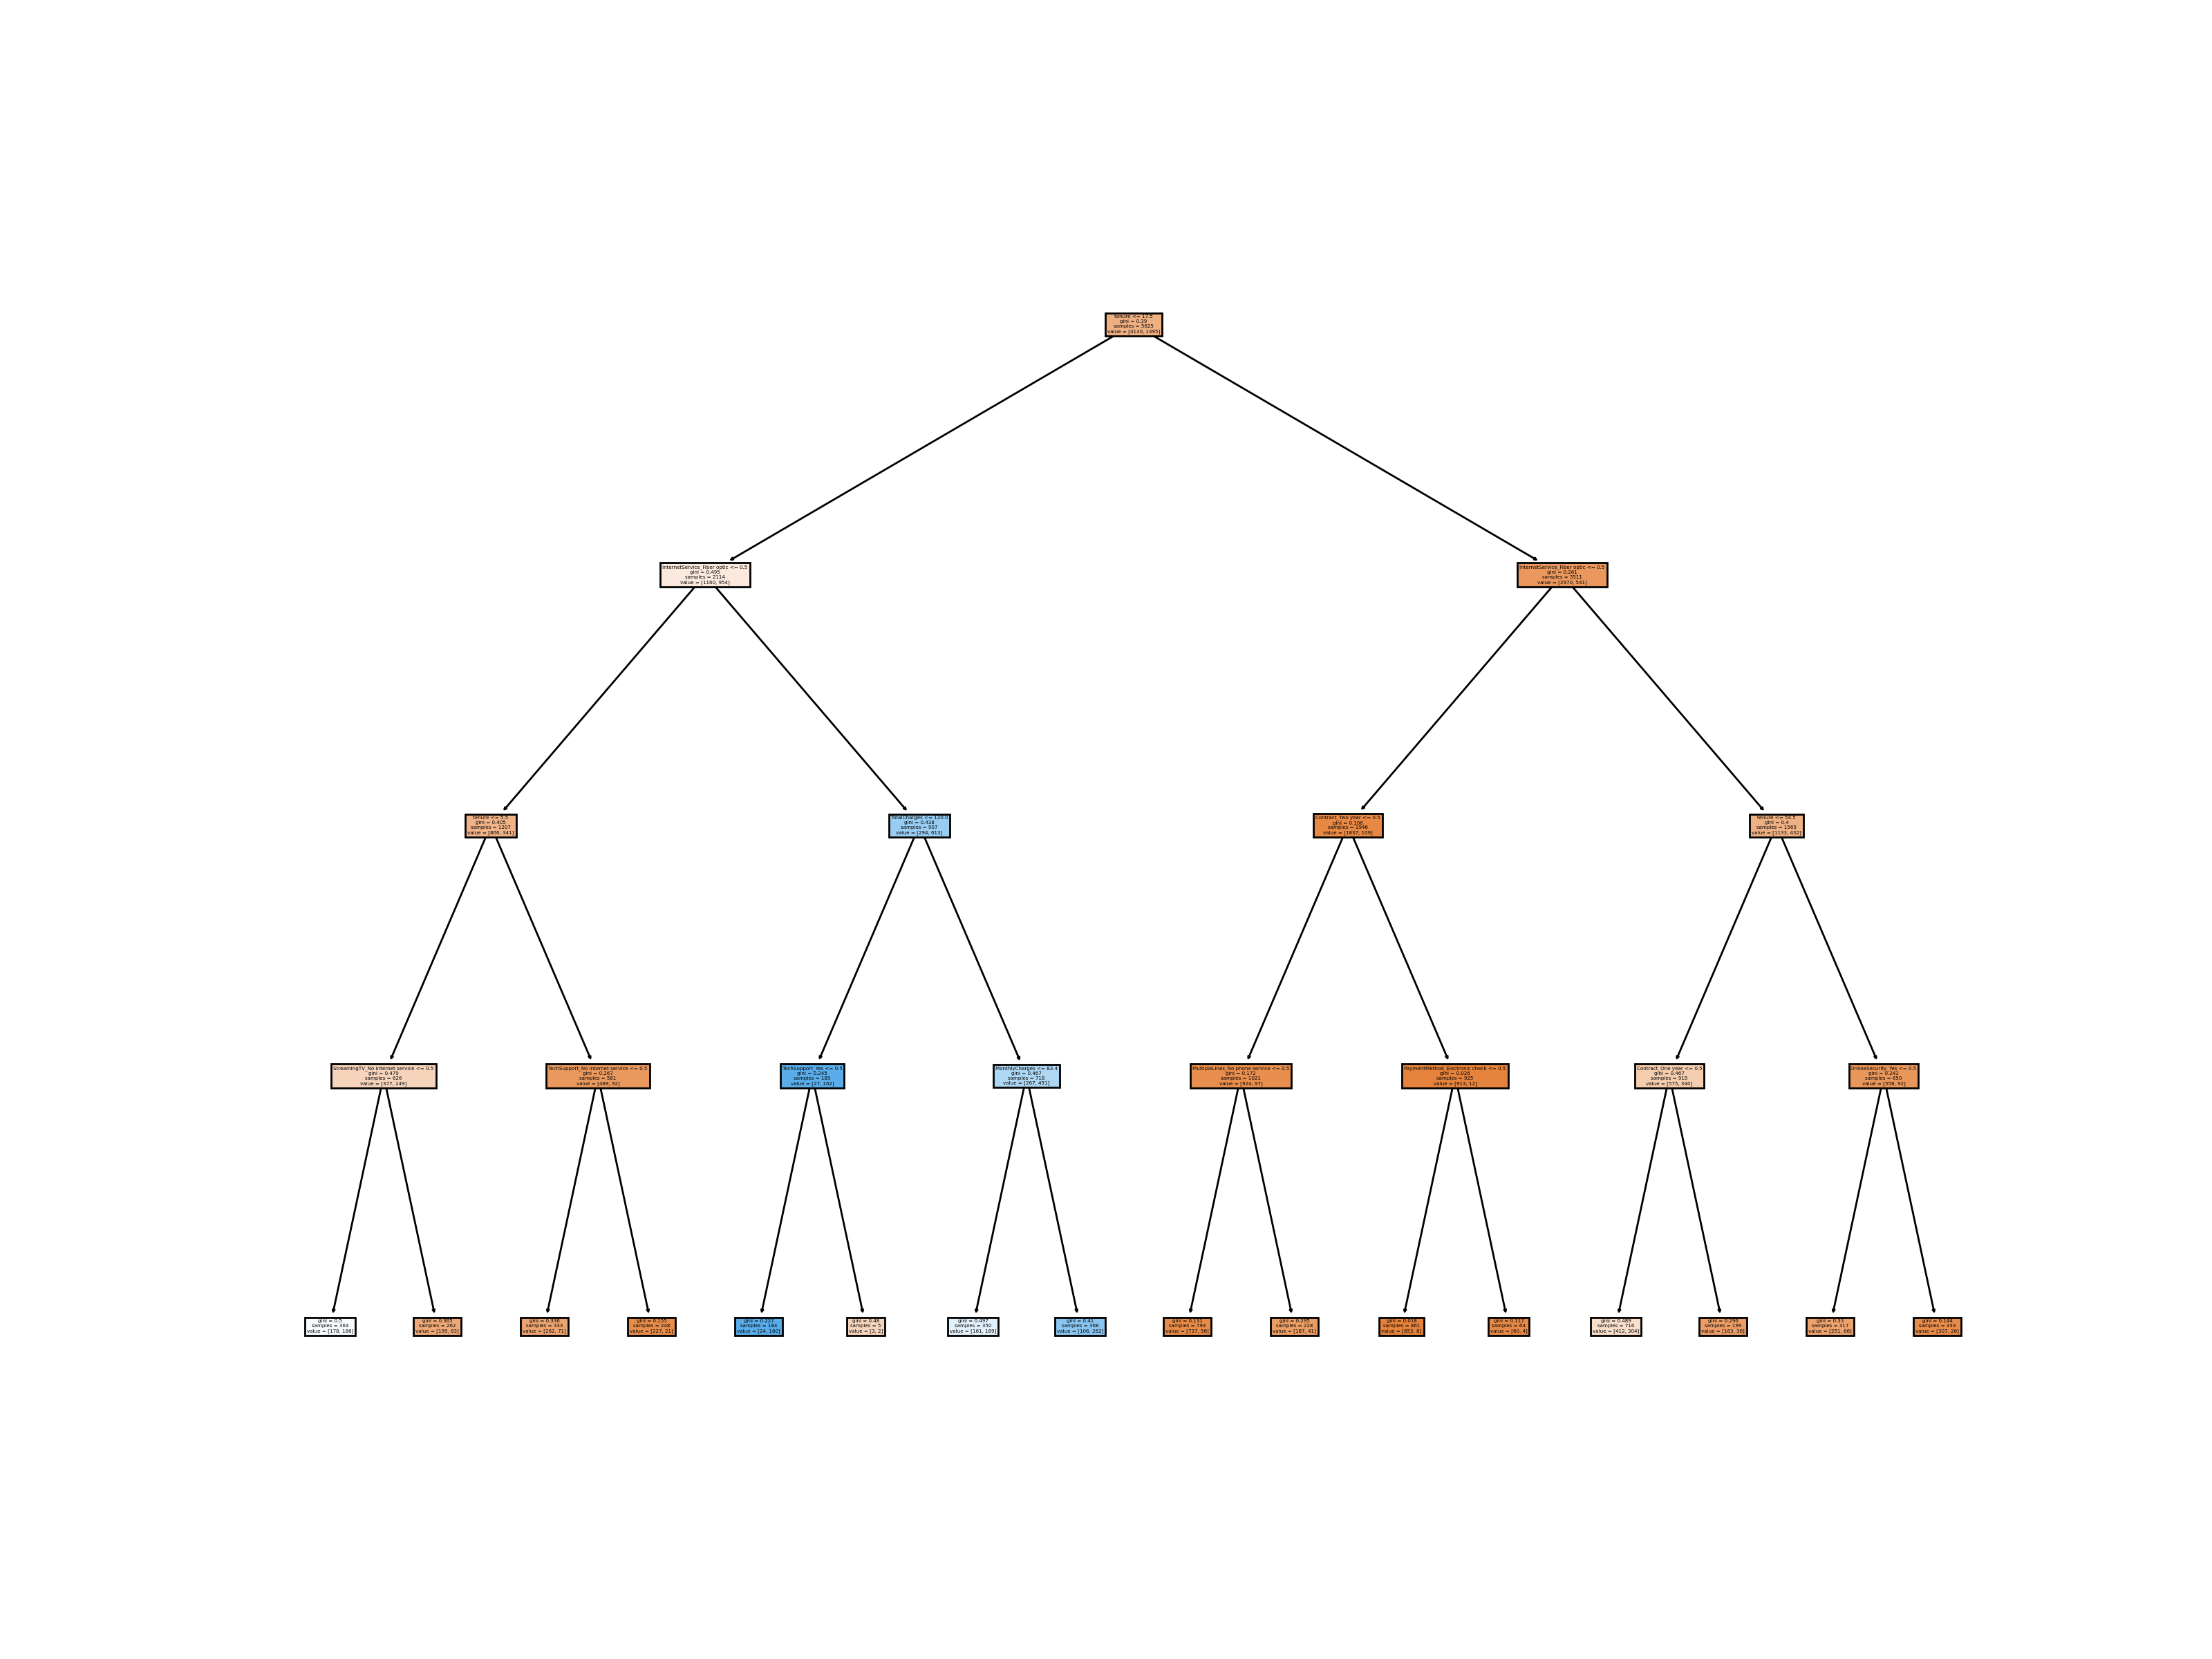 tenure <= 17.5
gini = 0.39
samples = 5625
value = [4130, 1495]
InternetService_Fiber optic <= 0.5
gini = 0.495
samples = 2114
value = [1160, 954]
InternetService_Fiber optic <= 0.5
gini = 0.261
samples = 3511
value = [2970, 541]
tenure <= 5.5
gini = 0.405
samples = 1207
value = [866, 341]
TotalCharges <= 120.0
gini = 0.438
samples = 907
value = [294, 613]
Contract_Two year <= 0.5
gini = 0.106
samples = 1946
value = [1837, 109]
tenure <= 54.5
gini = 0.4
samples = 1565
value = [1133, 432]
StreamingTV_No internet service <= 0.5
gini = 0.479
samples = 626
value = [377, 249]
TechSupport_No internet service <= 0.5
gini = 0.267
samples = 581
value = [489, 92]
TechSupport_Yes <= 0.5
gini = 0.245
samples = 189
value = [27, 162]
MonthlyCharges <= 83.4
gini = 0.467
samples = 718
value = [267, 451]
MultipleLines_No phone service <= 0.5
gini = 0.172
samples = 1021
value = [924, 97]
PaymentMethod_Electronic check <= 0.5
gini = 0.026
samples = 925
value = [913, 12]
Contract_One year <= 0.5
gini = 0.467
samples = 915
value = [575, 340]
OnlineSecurity_Yes <= 0.5
gini = 0.243
samples = 650
value = [558, 92]
gini = 0.5
samples = 364
value = [178, 186]
gini = 0.365
samples = 262
value = [199, 63]
gini = 0.336
samples = 333
value = [262, 71]
gini = 0.155
samples = 248
value = [227, 21]
gini = 0.227
samples = 184
value = [24, 160]
gini = 0.48
samples = 5
value = [3, 2]
gini = 0.497
samples = 350
value = [161, 189]
gini = 0.41
samples = 368
value = [106, 262]
gini = 0.131
samples = 793
value = [737, 56]
gini = 0.295
samples = 228
value = [187, 41]
gini = 0.018
samples = 861
value = [853, 8]
gini = 0.117
samples = 64
value = [60, 4]
gini = 0.489
samples = 716
value = [412, 304]
gini = 0.296
samples = 199
value = [163, 36]
gini = 0.33
samples = 317
value = [251, 66]
gini = 0.144
samples = 333
value = [307, 26]